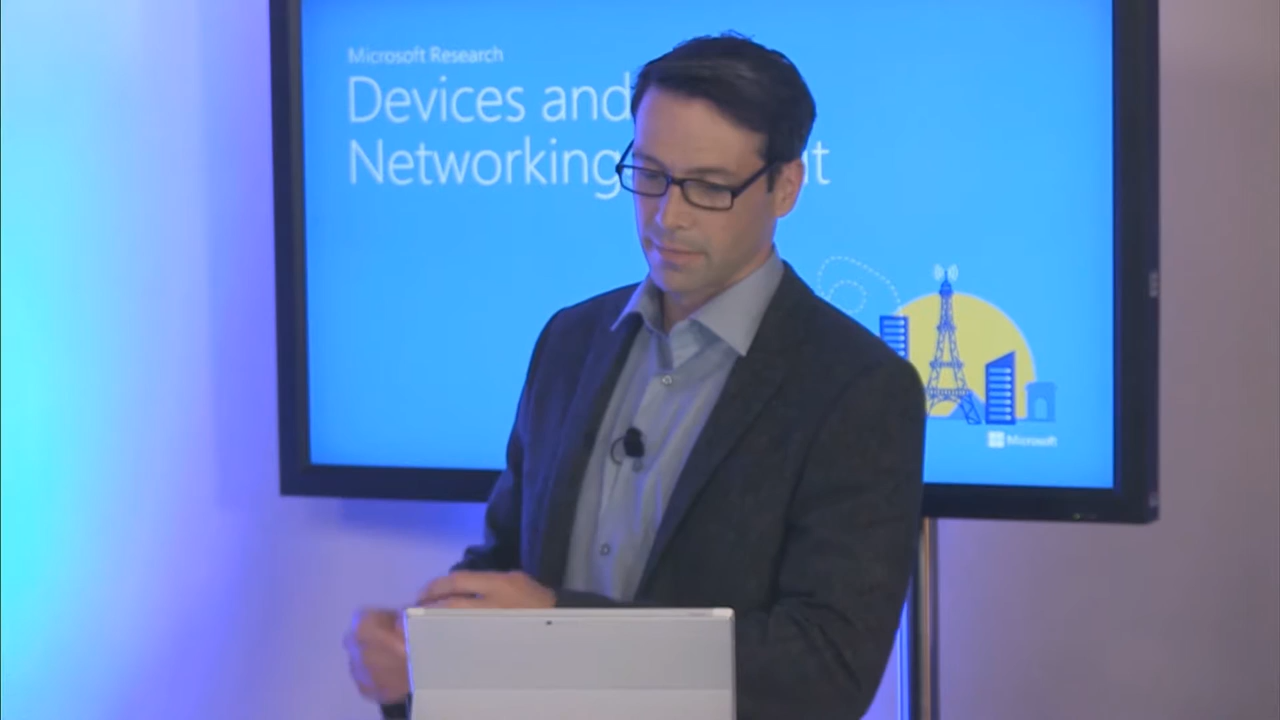 Microsoft Research
Devices and
Networking
Microsoft